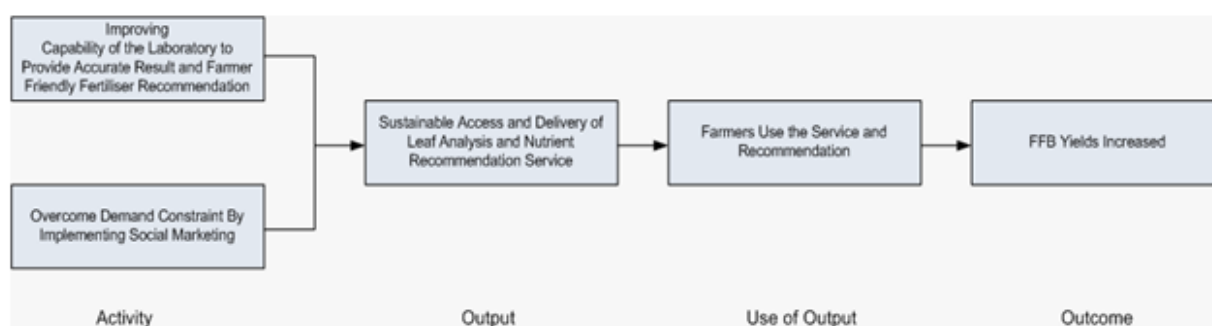 Improving
Capability of the Laboratory to
Provide Accurate Result and Farmer
Friendly Fertiliser Recommendation
Overcome Demand Constraint By
Implementing Social Marketing
Sustainable Access and Delivery of
Leaf Analysis and Nutrient
Recommendation Service
Farmers Use the Service and
Recommendation
FFB Yields Increased
Activity
Output
Use of Output
Outcome